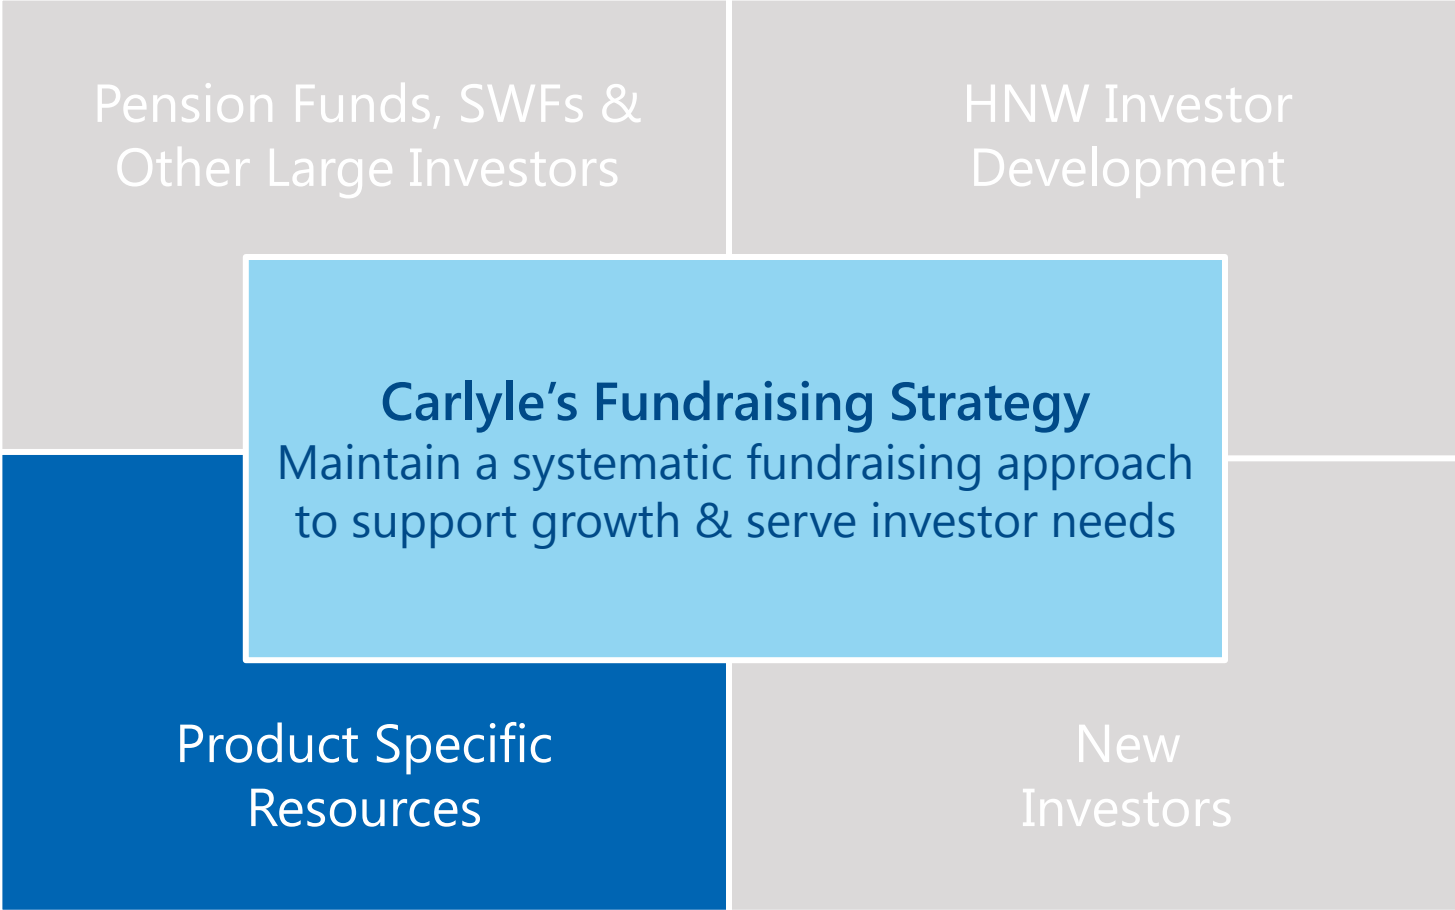 Pension Funds, SWFs &
Other Large Investors
HNW Investor
Development
Carlyle’s Fundraising Strategy
Maintain a systematic fundraising approach
to support growth & serve investor needs
Product Specific
Resources
New
Investors